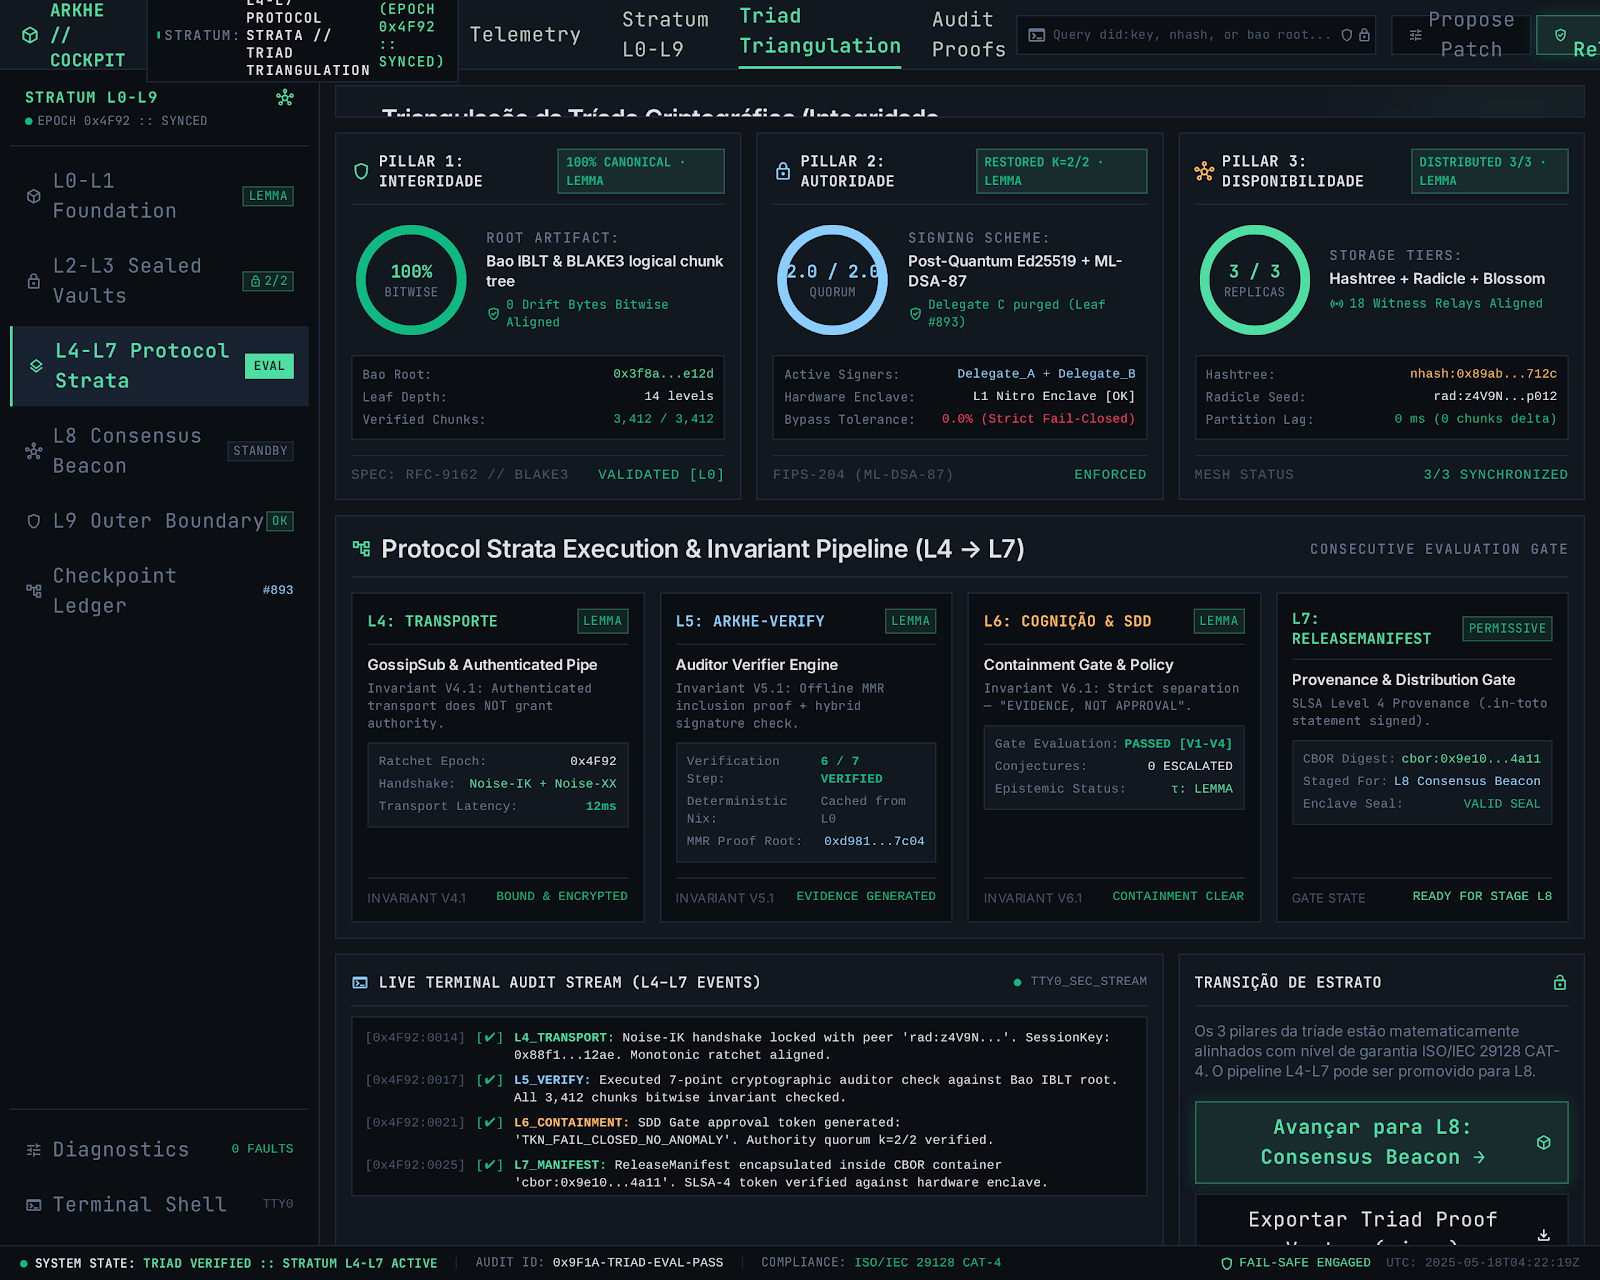 ARKHE
//
COCKPIT
STRATUM:
PROTOCOL
STRATA //
TRIAD
TRIANGULATION
(EPOCH
0x4F92
::
SYNCED)
Telemetry
Stratum
L0-L9
Triad
Triangulation
Audit
Proofs
Query did:key, nhash, or bao root...
Propose
Patch
STRATUM L0-L9
EPOCH 0x4F92 :: SYNCED
L0-L1
Foundation
LEMMA
L2-L3 Sealed
Vaults
2/2
L4-L7 Protocol
Strata
EVAL
L8 Consensus
Beacon
STANDBY
L9 Outer Boundary
OK
Checkpoint
Ledger
#893
Diagnostics
0 FAULTS
Terminal Shell
TTY0
Triangulação da Tríade Criptográfica (Integridade
PILLAR 1:
INTEGRIDADE
100% CANONICAL ·
LEMMA
100%
BITWISE
ROOT ARTIFACT:
Bao IBLT & BLAKE3 logical chunk
tree
0 Drift Bytes Bitwise
Aligned
Bao Root: 0x3f8a...e12d
Leaf Depth: 14 levels
Verified Chunks: 3,412 / 3,412
SPEC: RFC-9162 // BLAKE3 VALIDATED [L0]
PILLAR 2:
AUTORIDADE
RESTORED K=2/2 ·
LEMMA
2.0 / 2.0
QUORUM
SIGNING SCHEME:
Post-Quantum Ed25519 + ML-
DSA-87
Delegate C purged (Leaf
#893)
Active Signers: Delegate_A + Delegate_B
Hardware Enclave: L1 Nitro Enclave [OK]
Bypass Tolerance: 0.0% (Strict Fail-Closed)
FIPS-204 (ML-DSA-87) ENFORCED
PILLAR 3:
DISPONIBILIDADE
DISTRIBUTED 3/3 ·
LEMMA
3 / 3
REPLICAS
STORAGE TIERS:
Hashtree + Radicle + Blossom
18 Witness Relays Aligned
Hashtree: nhash:0x89ab...712c
Radicle Seed: rad:z4V9N...p012
Partition Lag: 0 ms (0 chunks delta)
MESH STATUS 3/3 SYNCHRONIZED
Protocol Strata Execution & Invariant Pipeline (L4 → L7)
CONSECUTIVE EVALUATION GATE
L4: TRANSPORTE
LEMMA
GossipSub & Authenticated Pipe
Invariant V4.1: Authenticated
transport does NOT grant
authority.
Ratchet Epoch: 0x4F92
Handshake: Noise-IK + Noise-XX
Transport Latency: 12ms
INVARIANT V4.1 BOUND & ENCRYPTED
L5: ARKHE-VERIFY
LEMMA
Auditor Verifier Engine
Invariant V5.1: Offline MMR
inclusion proof + hybrid
signature check.
Verification
Step:
6 / 7
VERIFIED
Deterministic
Nix:
Cached from
L0
MMR Proof Root: 0xd981...7c04
INVARIANT V5.1 EVIDENCE GENERATED
L6: COGNIÇÃO & SDD
LEMMA
Containment Gate & Policy
Invariant V6.1: Strict separation
— "EVIDENCE, NOT APPROVAL".
Gate Evaluation: PASSED [V1-V4]
Conjectures: 0 ESCALATED
Epistemic Status: τ: LEMMA
INVARIANT V6.1 CONTAINMENT CLEAR
L7:
RELEASEMANIFEST
PERMISSIVE
Provenance & Distribution Gate
SLSA Level 4 Provenance (.in-toto
statement signed).
CBOR Digest: cbor:0x9e10...4a11
Staged For: L8 Consensus Beacon
Enclave Seal: VALID SEAL
GATE STATE READY FOR STAGE L8
LIVE TERMINAL AUDIT STREAM (L4–L7 EVENTS)
TTY0_SEC_STREAM
[0x4F92:0014] [✔] L4_TRANSPORT: Noise-IK handshake locked with peer 'rad:z4V9N...'. SessionKey:
0x88f1...12ae. Monotonic ratchet aligned.
[0x4F92:0017] [✔] L5_VERIFY: Executed 7-point cryptographic auditor check against Bao IBLT root.
All 3,412 chunks bitwise invariant checked.
[0x4F92:0021] [✔] L6_CONTAINMENT: SDD Gate approval token generated:
'TKN_FAIL_CLOSED_NO_ANOMALY'. Authority quorum k=2/2 verified.
[0x4F92:0025] [✔] L7_MANIFEST: ReleaseManifest encapsulated inside CBOR container
'cbor:0x9e10...4a11'. SLSA-4 token verified against hardware enclave.
TRANSIÇÃO DE ESTRATO
Os 3 pilares da tríade estão matematicamente
alinhados com nível de garantia ISO/IEC 29128 CAT-
4. O pipeline L4-L7 pode ser promovido para L8.
Avançar para L8:
Consensus Beacon →
Exportar Triad Proof
SYSTEM STATE: TRIAD VERIFIED :: STRATUM L4-L7 ACTIVE
AUDIT ID: 0x9F1A-TRIAD-EVAL-PASS
COMPLIANCE: ISO/IEC 29128 CAT-4
FAIL-SAFE ENGAGED
UTC: 2025-05-18T04:22:19Z